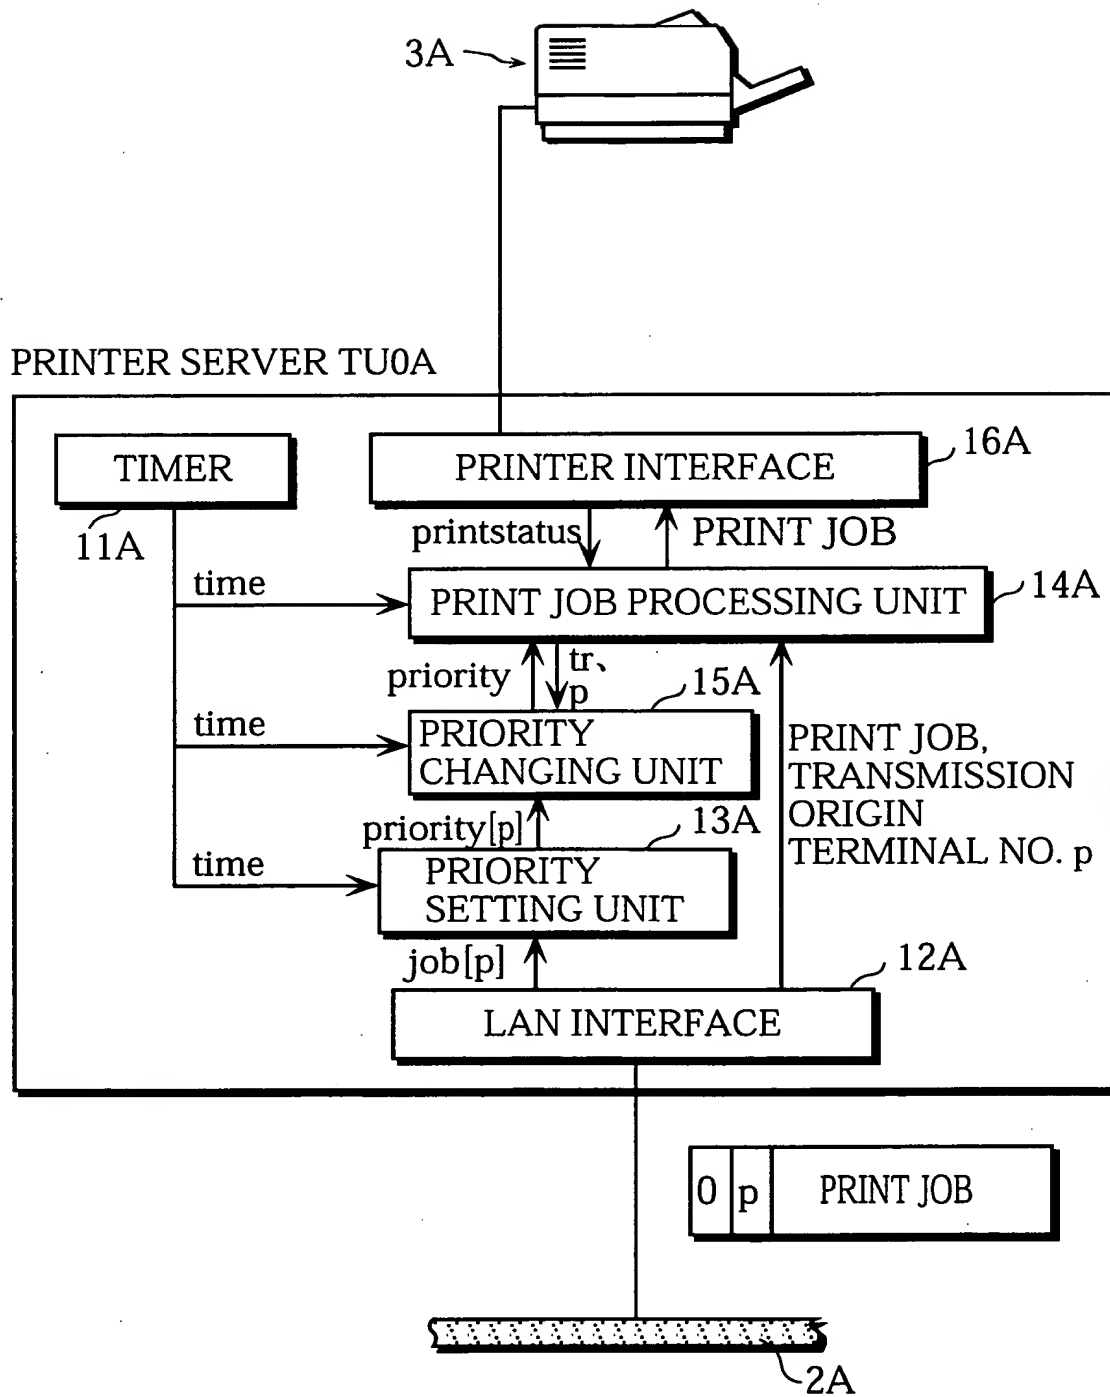 3A
PRINTER SERVER TU0A
TIMER
11A
PRINTER INTERFACE
16A
printstatus
PRINT JOB
time
PRINT JOB PROCESSING UNIT
14A
priority
tr、
p
15A
time
PRIORITY
CHANGING UNIT
PRINT JOB,
TRANSMISSION
ORIGIN
TERMINAL NO. p
priority[p]
13A
time
PRIORITY
SETTING UNIT
job[p]
12A
LAN INTERFACE
0 p PRINT JOB
2A